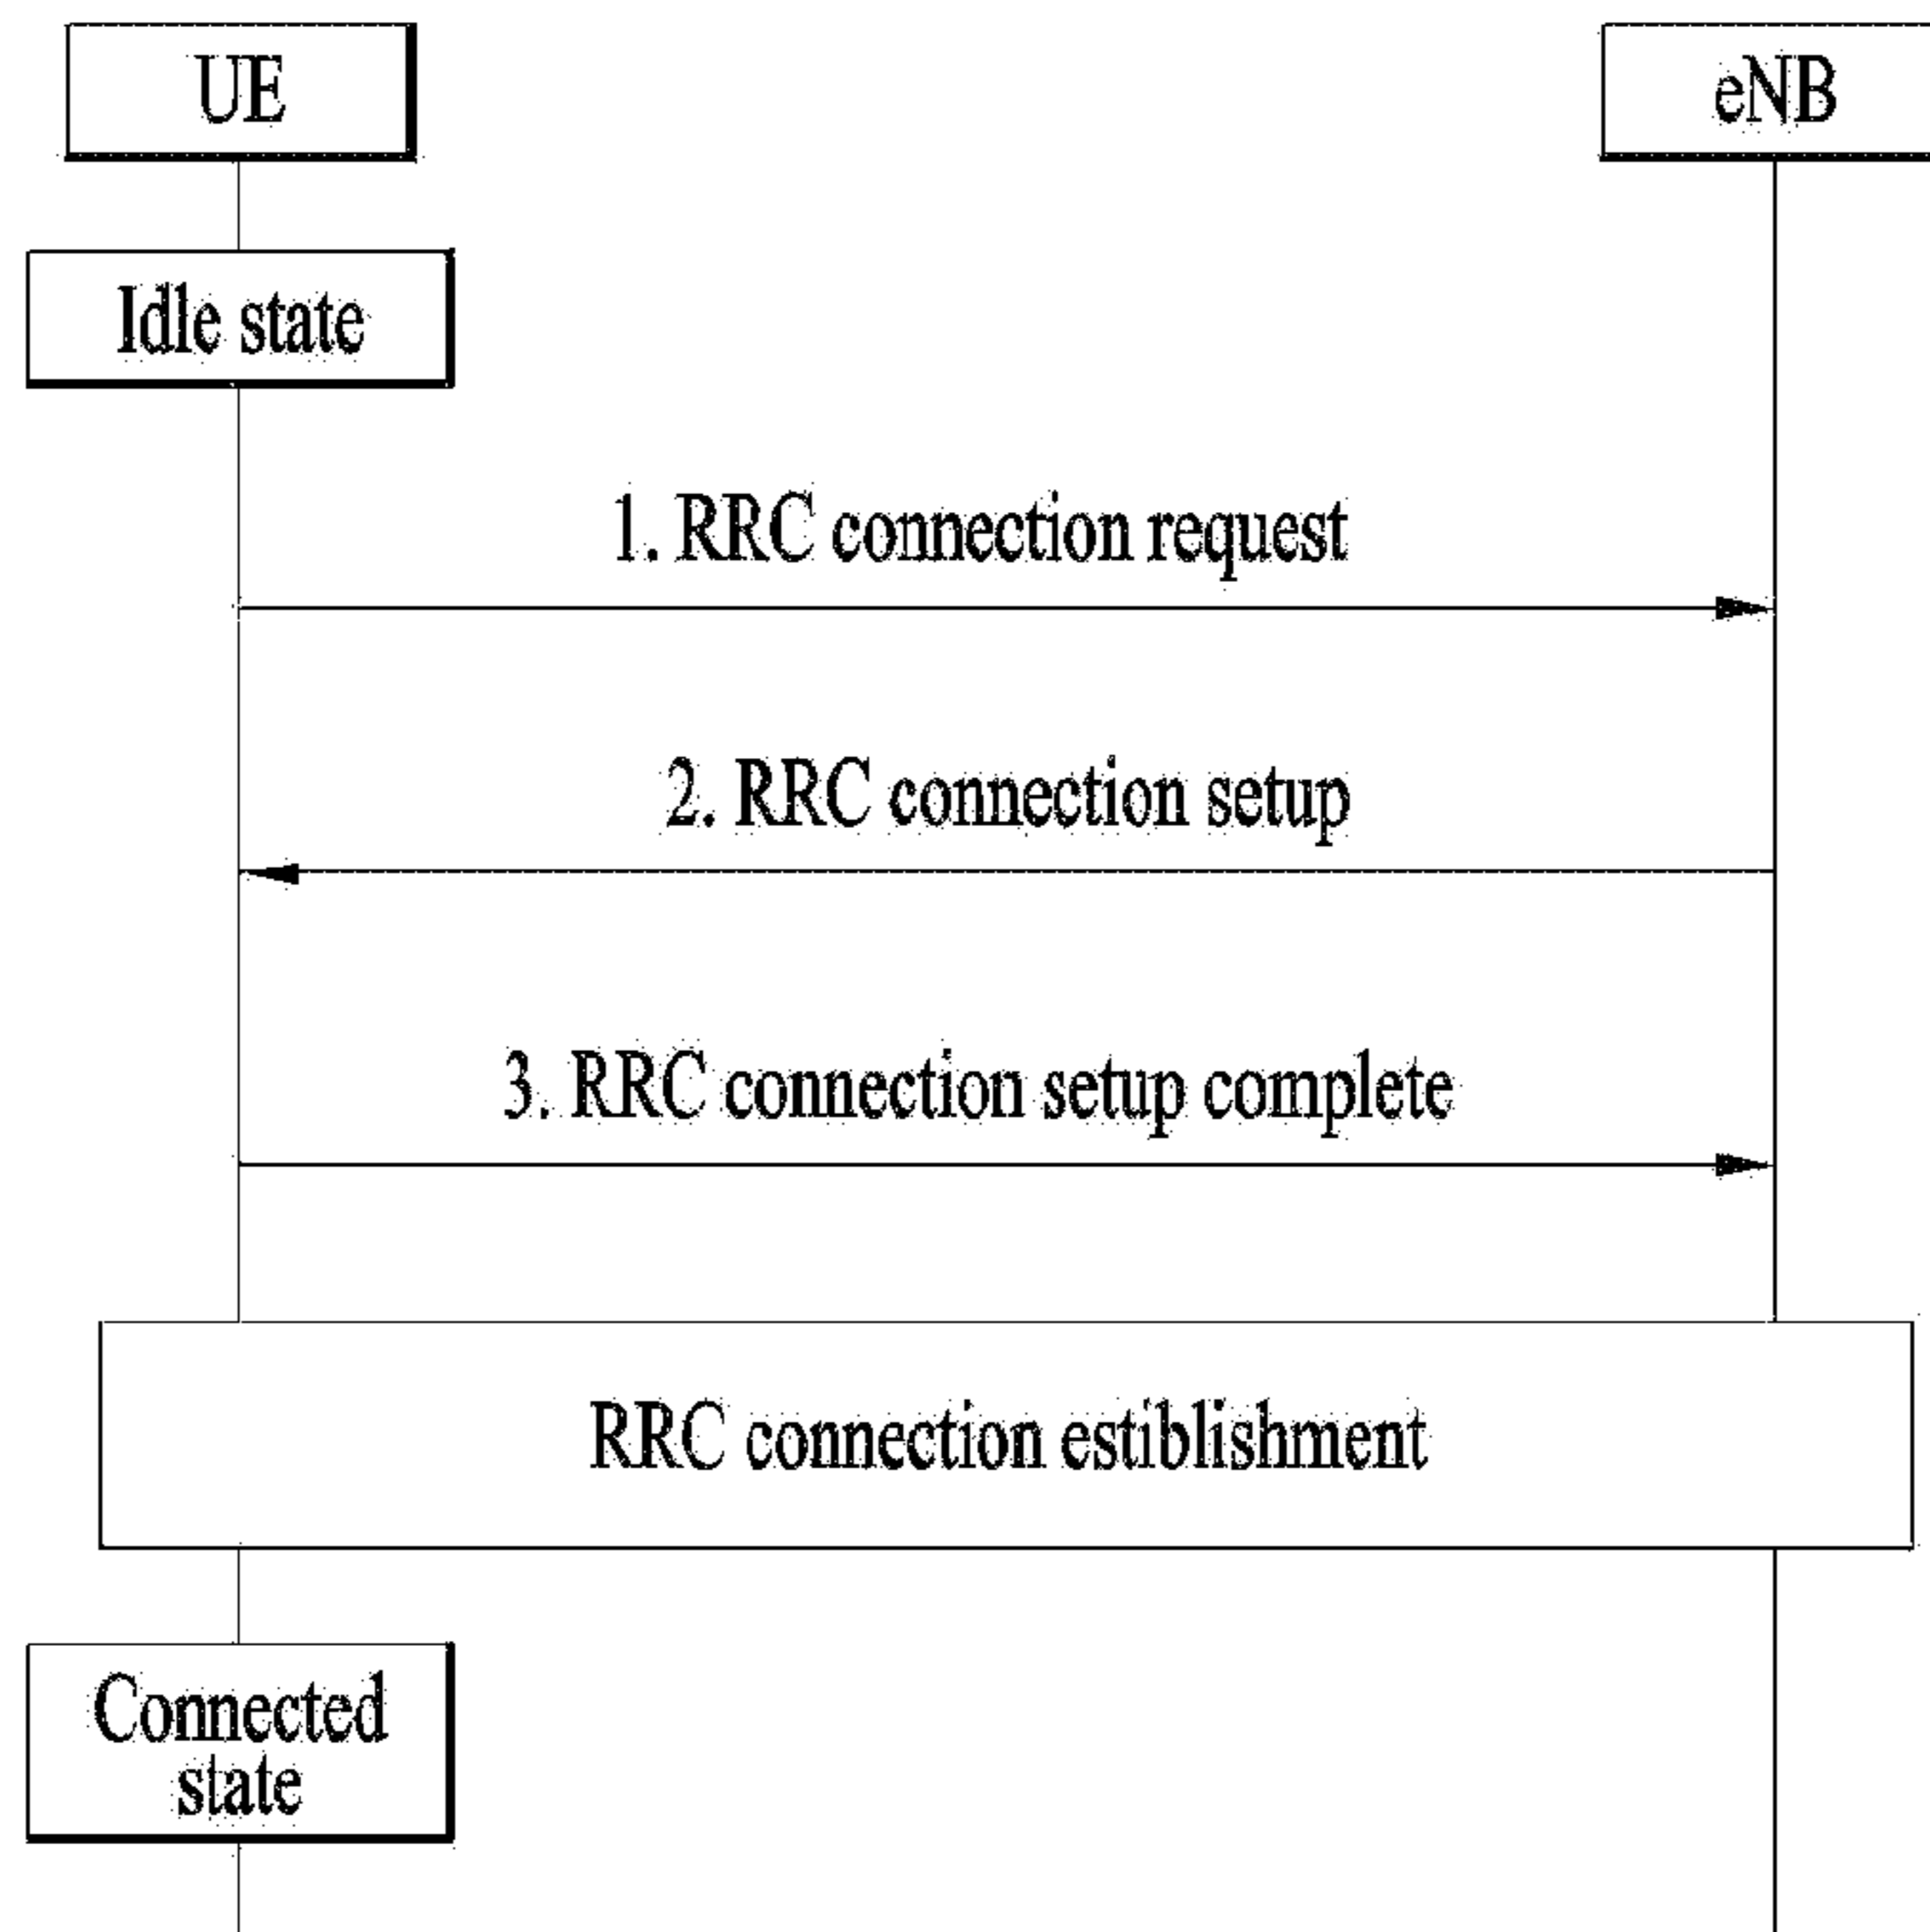 UE
eNB
Idle state
1. RRC connection request
2. RRC connection setup
3. RRC connection setup complete
RRC connection estiblishment
Connected
state